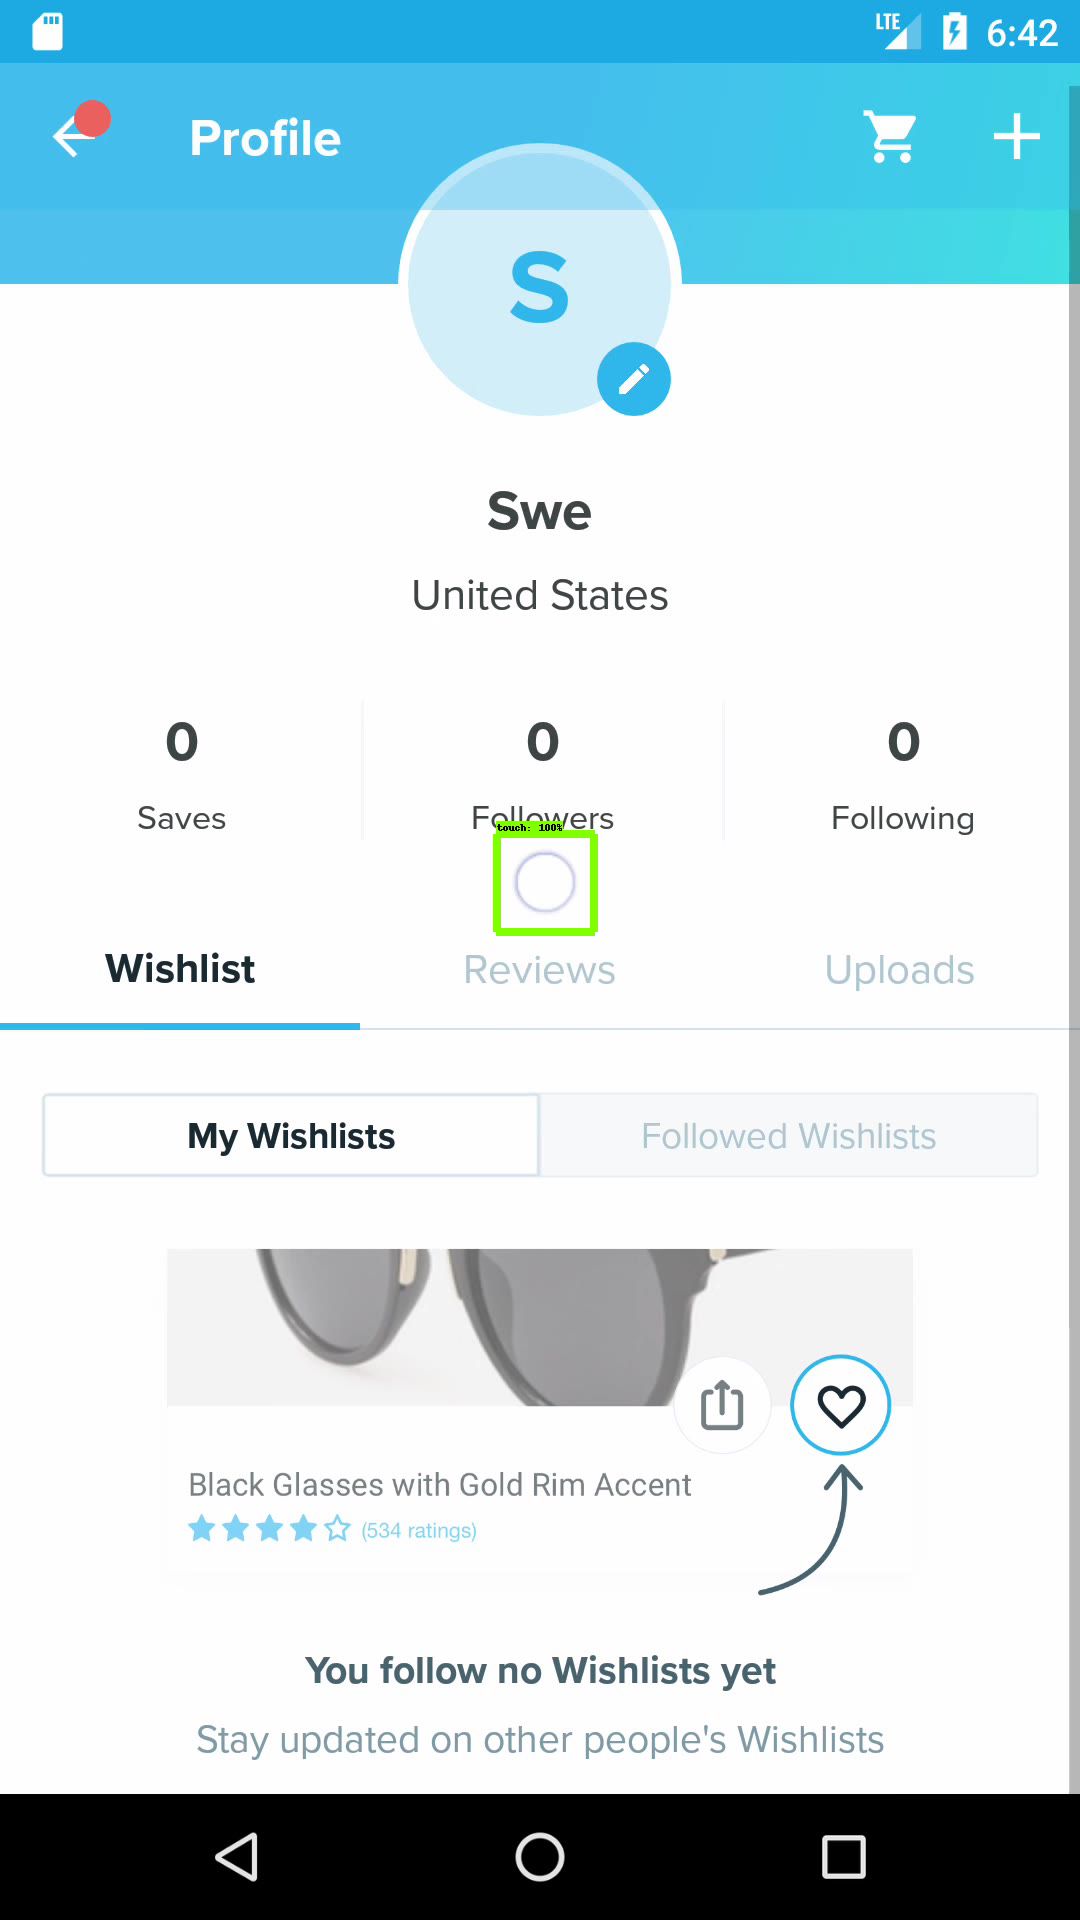 LTE 6:42
Profile
S
Swe
United States
0 0 0
Saves Followers Following
touch: 100%
Wishlist Reviews Uploads
My Wishlists Followed Wishlists
Black Glasses with Gold Rim Accent
(534 ratings)
You follow no Wishlists yet
Stay updated on other people's Wishlists